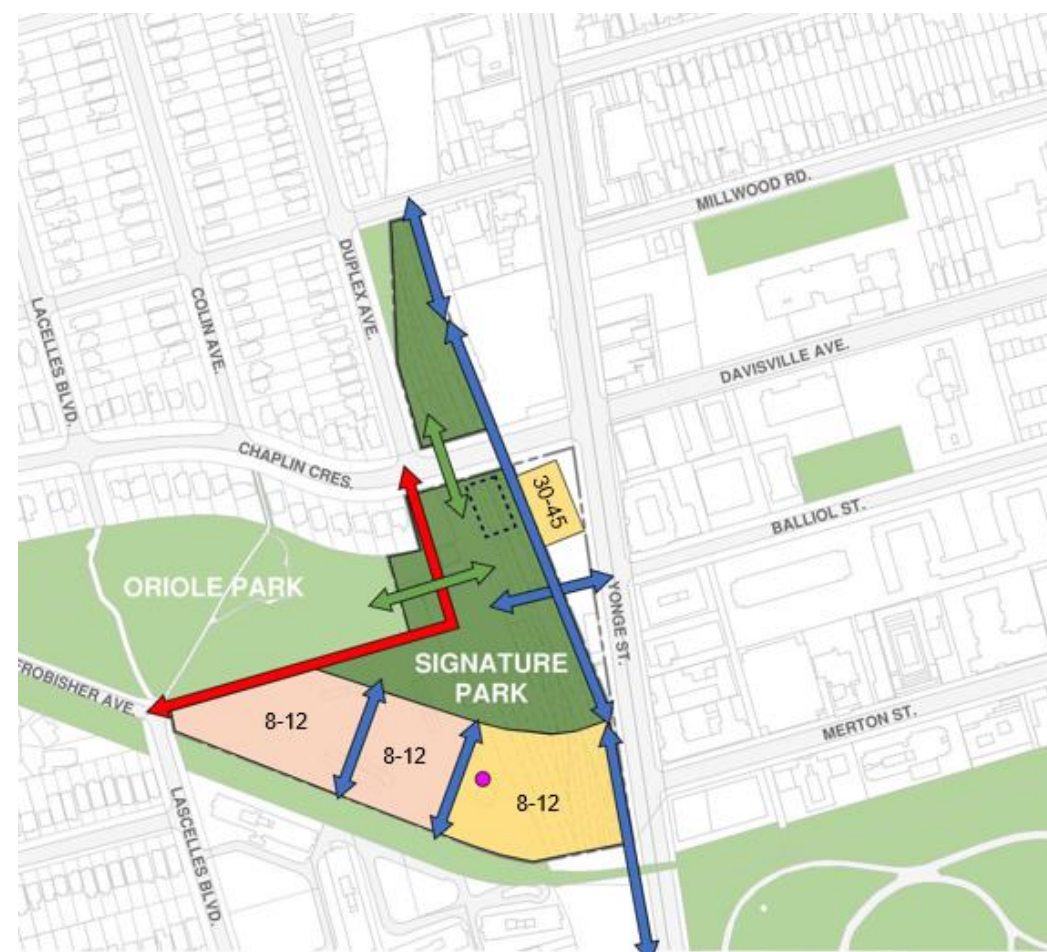 MILLWOOD RD.
DUPLEX AVE.
COLIN AVE.
LACELLES BLVD.
DAVISVILLE AVE.
CHAPLIN CRES.
30-45
BALLIOL ST.
ORIOLE PARK
YONGE ST.
SIGNATURE
PARK
FROBISHER AVE.
8-12
8-12
8-12
MERTON ST.
LASCELLES BLVD.